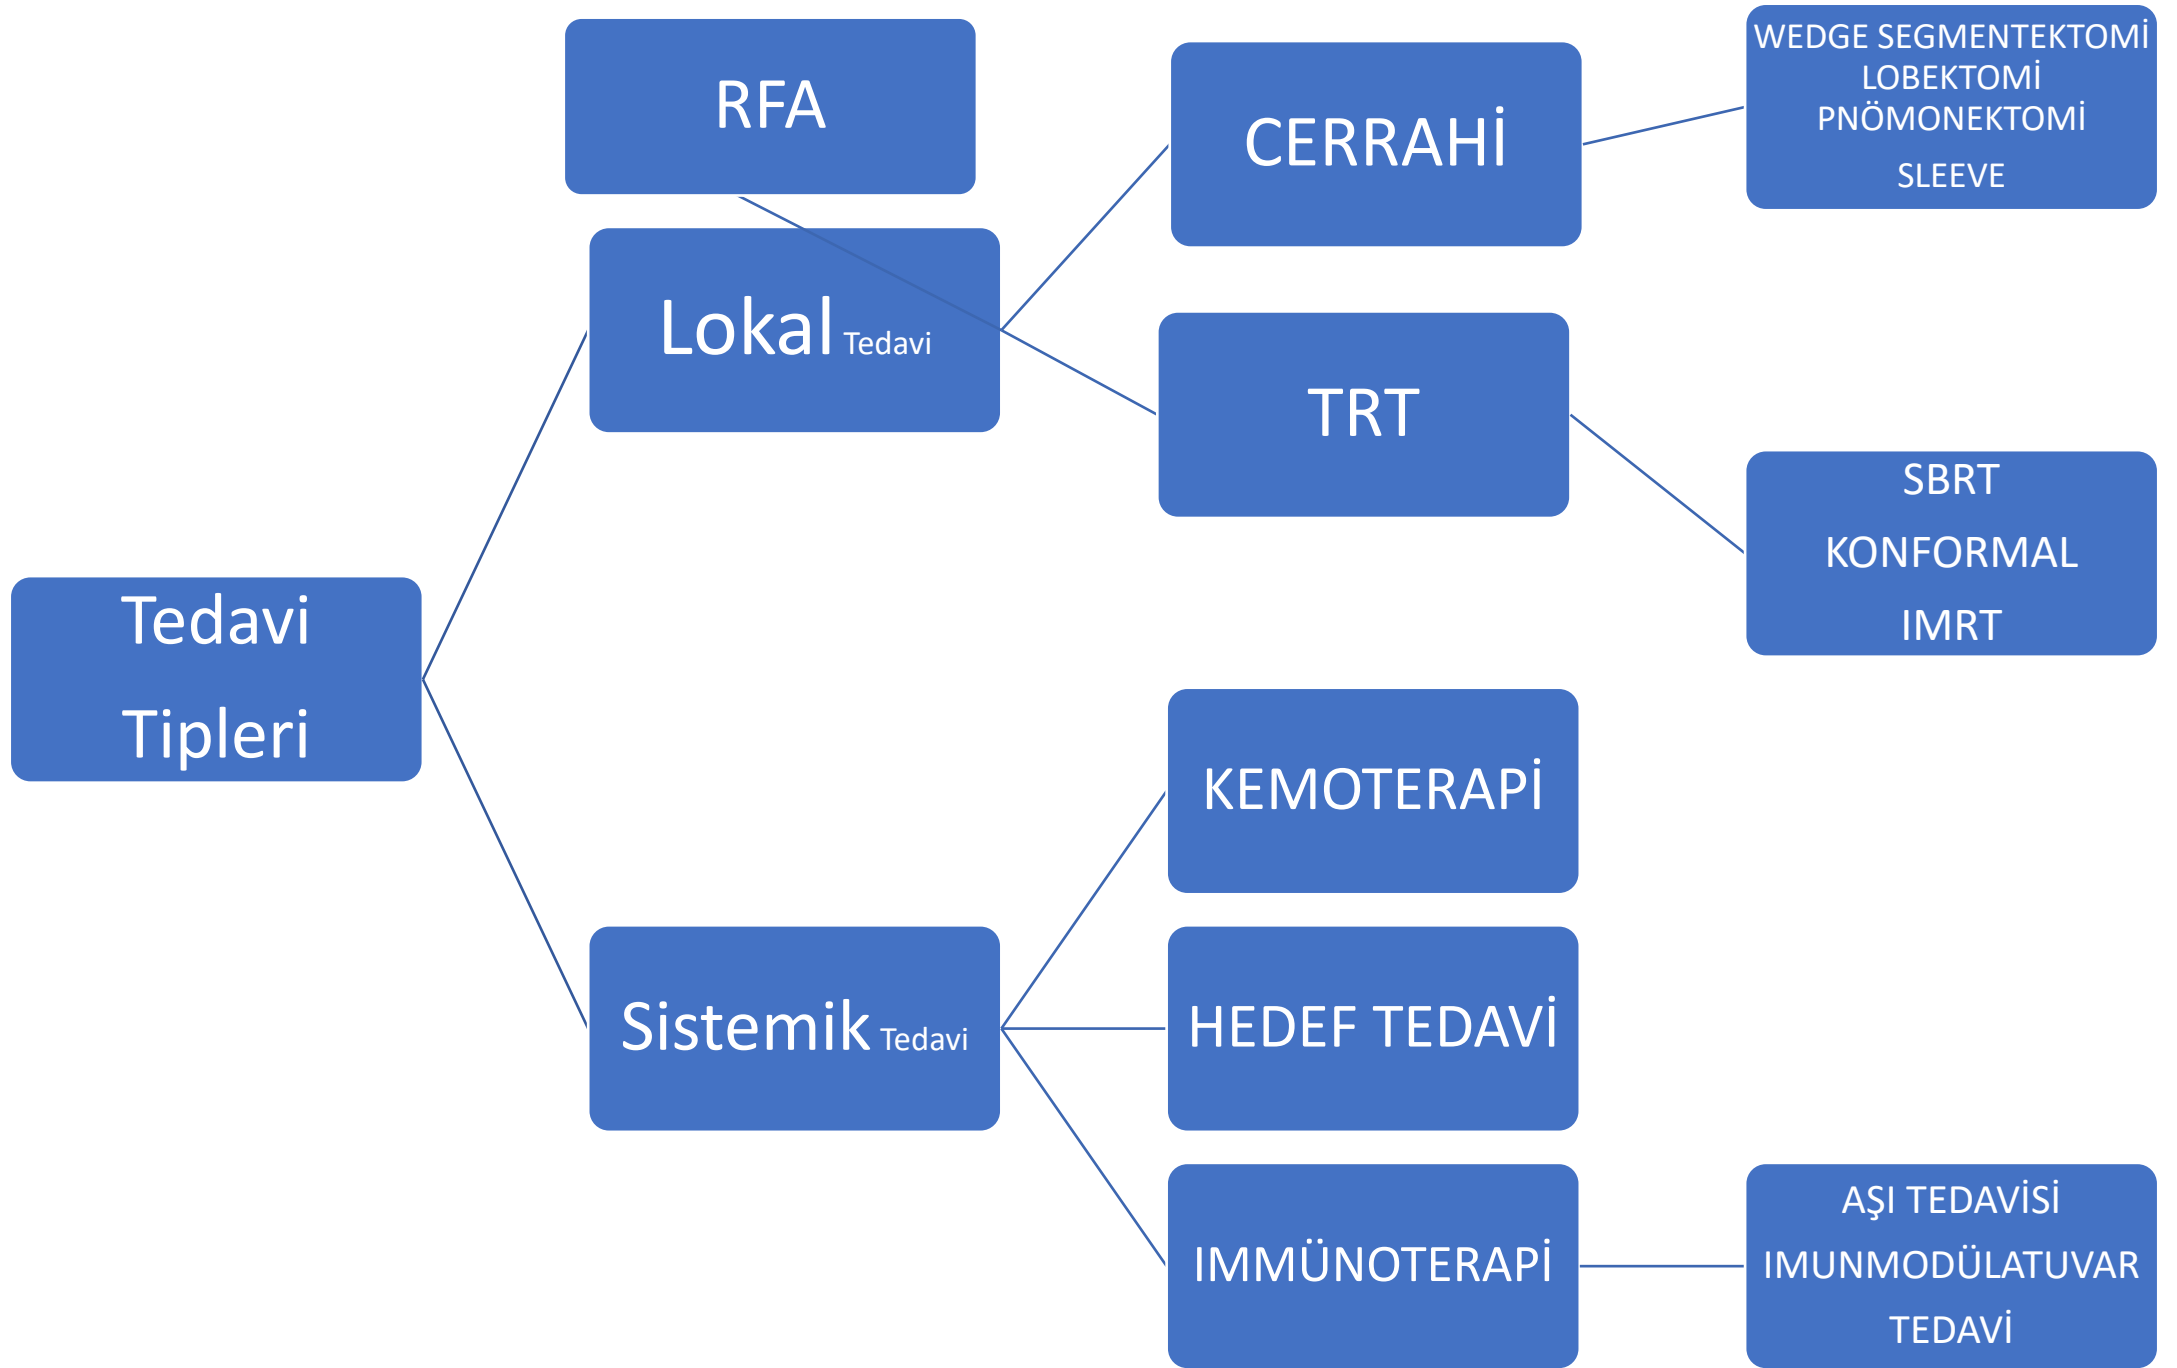 RFA
Lokal Tedavi
Tedavi
Tipleri
Sistemik Tedavi
CERRAHİ
WEDGE SEGMENTEKTOMİ
LOBEKTOMİ
PNÖMONEKTOMİ
SLEEVE
TRT
SBRT
KONFORMAL
IMRT
KEMOTERAPİ
HEDEF TEDAVİ
IMMÜNOTERAPİ
AŞI TEDAVİSİ
IMUNMODÜLATUVAR
TEDAVİ